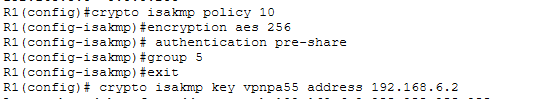 R1(config)#crypto isakmp policy 10
R1(config-isakmp)#encryption aes 256
R1(config-isakmp)# authentication pre-share
R1(config-isakmp)#group 5
R1(config-isakmp)#exit
R1(config)# crypto isakmp key vpnpa55 address 192.168.6.2